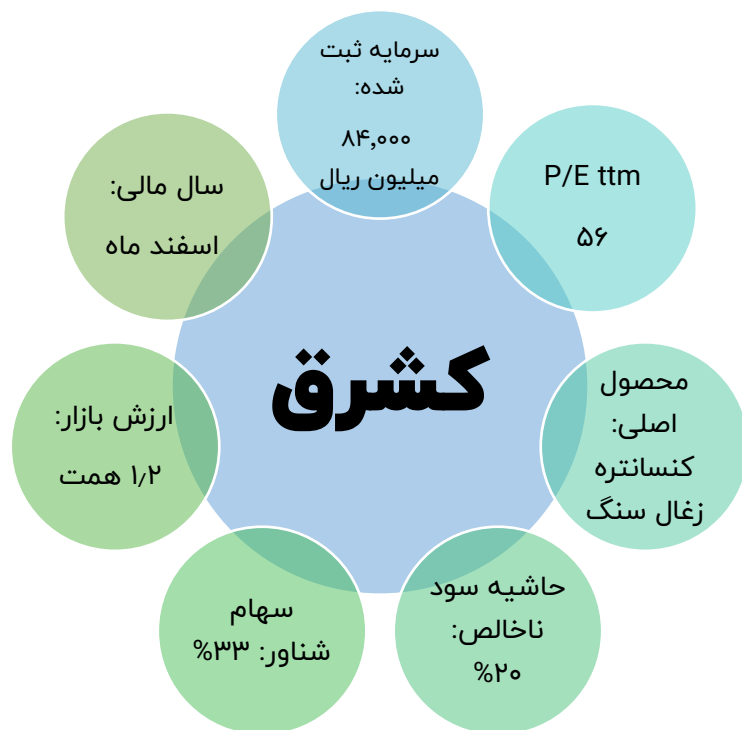 سرمایه ثبت
شده:
۸۴,۰۰۰
میلیون ریال
P/E ttm
۵۶
محصول
اصلی:
کنسانتره
زغال سنگ
حاشیه سود
ناخالص:
%۲۰
سهام
شناور: ۳۳%
ارزش بازار:
۱٫۲ همت
سال مالی:
اسفند ماه
کشرق